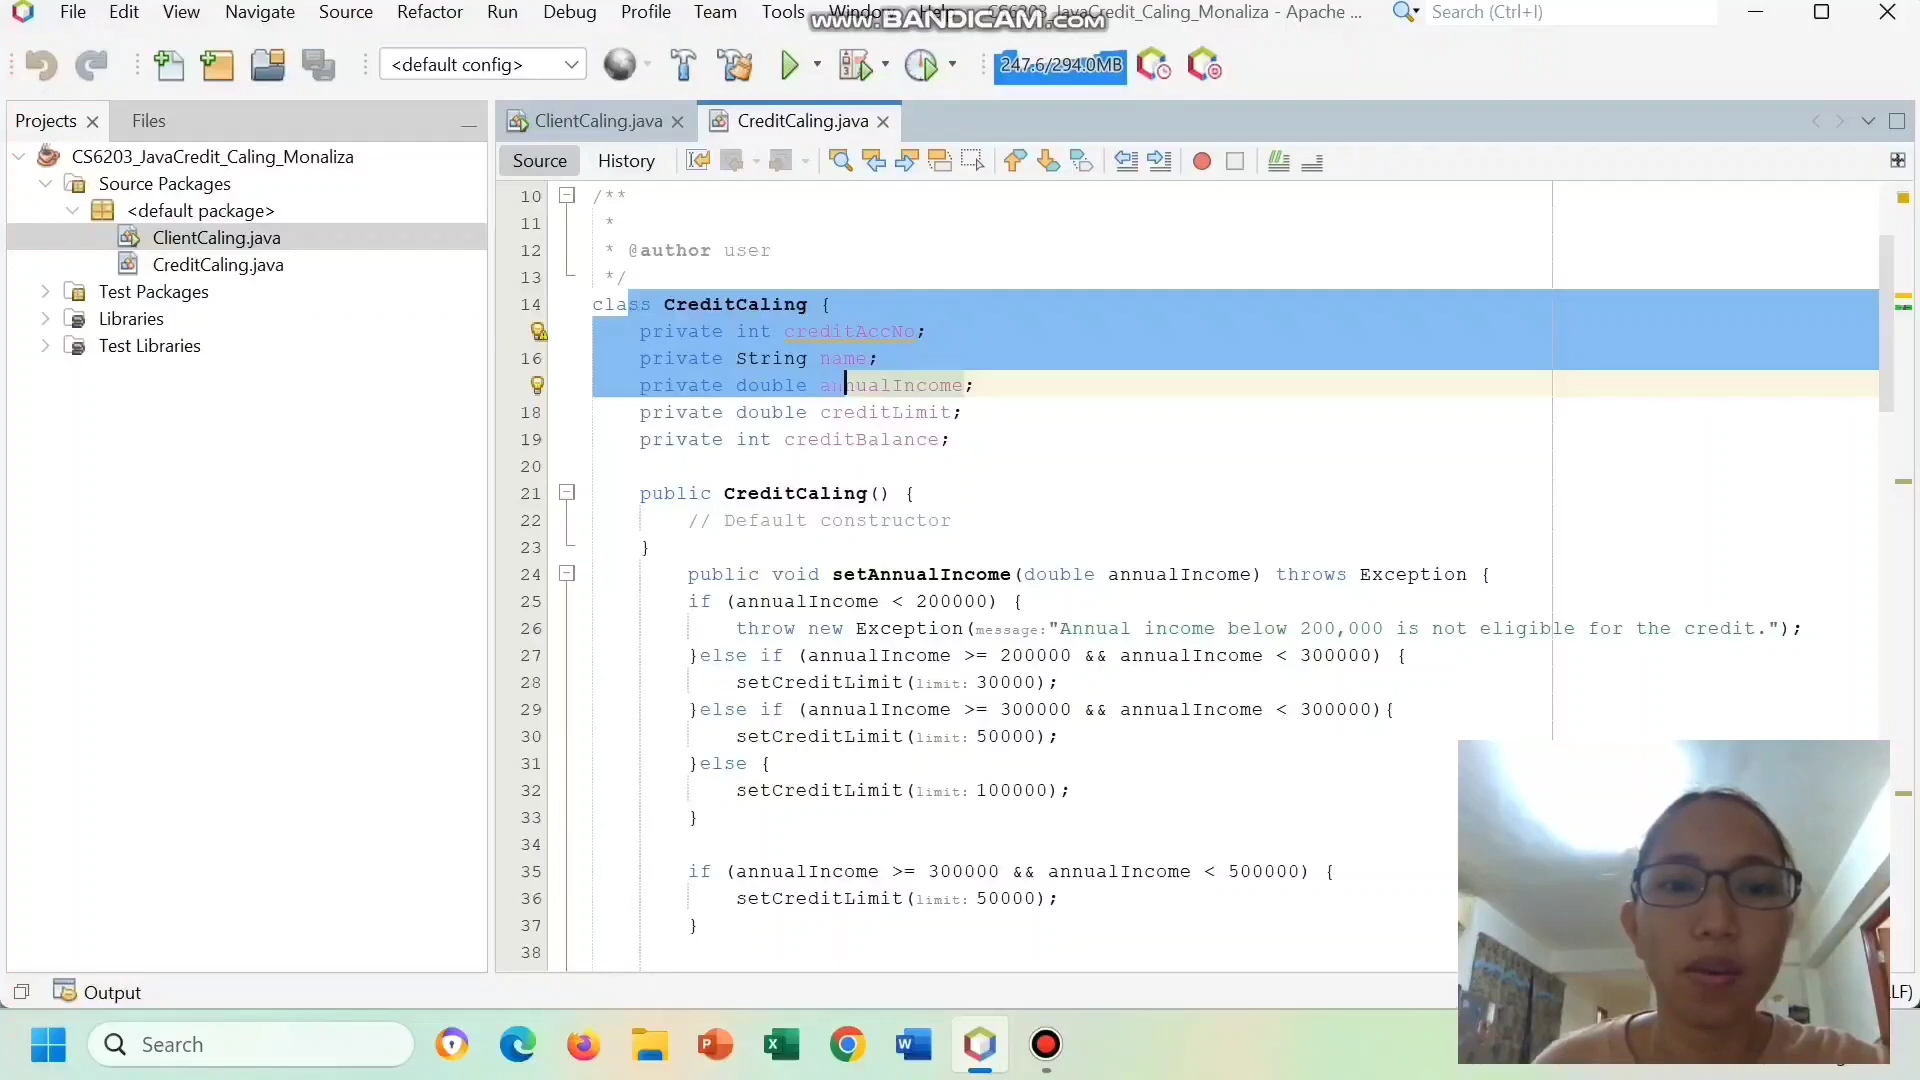 File Edit View Navigate Source Refactor Run Debug Profile Team Tools Window Help CS6203_JavaCredit_Caling_Monaliza - Apache ... Search (Ctrl+I)
www.BANDICAM.com
<default config> 247.6/294.0MB
Projects Files
CS6203_JavaCredit_Caling_Monaliza
Source Packages
<default package>
ClientCaling.java
CreditCaling.java
Test Packages
Libraries
Test Libraries
ClientCaling.java CreditCaling.java
Source History
10 /**
11 *
12 * @author user
13 */
14 class CreditCaling {
private int creditAccNo;
16 private String name;
private double annualIncome;
18 private double creditLimit;
19 private int creditBalance;
20
21 public CreditCaling() {
22 // Default constructor
23 }
24 public void setAnnualIncome(double annualIncome) throws Exception {
25 if (annualIncome < 200000) {
26 throw new Exception(message:"Annual income below 200,000 is not eligible for the credit.");
27 }else if (annualIncome >= 200000 && annualIncome < 300000) {
28 setCreditLimit(limit: 30000);
29 }else if (annualIncome >= 300000 && annualIncome < 300000){
30 setCreditLimit(limit: 50000);
31 }else {
32 setCreditLimit(limit: 100000);
33 }
34
35 if (annualIncome >= 300000 && annualIncome < 500000) {
36 setCreditLimit(limit: 50000);
37 }
38
Output
LF)
Search